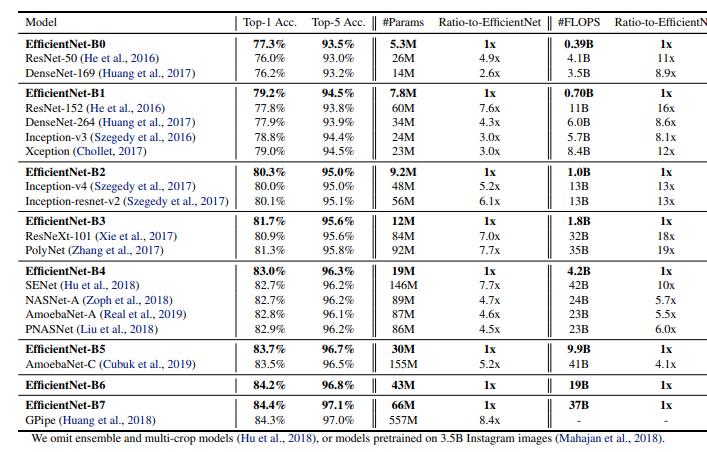 Model Top-1 Acc. Top-5 Acc. #Params Ratio-to-EfficientNet #FLOPS Ratio-to-EfficientN
EfficientNet-B0 77.3% 93.5% 5.3M 1x 0.39B 1x
ResNet-50 (He et al., 2016) 76.0% 93.0% 26M 4.9x 4.1B 11x
DenseNet-169 (Huang et al., 2017) 76.2% 93.2% 14M 2.6x 3.5B 8.9x
EfficientNet-B1 79.2% 94.5% 7.8M 1x 0.70B 1x
ResNet-152 (He et al., 2016) 77.8% 93.8% 60M 7.6x 11B 16x
DenseNet-264 (Huang et al., 2017) 77.9% 93.9% 34M 4.3x 6.0B 8.6x
Inception-v3 (Szegedy et al., 2016) 78.8% 94.4% 24M 3.0x 5.7B 8.1x
Xception (Chollet, 2017) 79.0% 94.5% 23M 3.0x 8.4B 12x
EfficientNet-B2 80.3% 95.0% 9.2M 1x 1.0B 1x
Inception-v4 (Szegedy et al., 2017) 80.0% 95.0% 48M 5.2x 13B 13x
Inception-resnet-v2 (Szegedy et al., 2017) 80.1% 95.1% 56M 6.1x 13B 13x
EfficientNet-B3 81.7% 95.6% 12M 1x 1.8B 1x
ResNeXt-101 (Xie et al., 2017) 80.9% 95.6% 84M 7.0x 32B 18x
PolyNet (Zhang et al., 2017) 81.3% 95.8% 92M 7.7x 35B 19x
EfficientNet-B4 83.0% 96.3% 19M 1x 4.2B 1x
SENet (Hu et al., 2018) 82.7% 96.2% 146M 7.7x 42B 10x
NASNet-A (Zoph et al., 2018) 82.7% 96.2% 89M 4.7x 24B 5.7x
AmoebaNet-A (Real et al., 2019) 82.8% 96.1% 87M 4.6x 23B 5.5x
PNASNet (Liu et al., 2018) 82.9% 96.2% 86M 4.5x 23B 6.0x
EfficientNet-B5 83.7% 96.7% 30M 1x 9.9B 1x
AmoebaNet-C (Cubuk et al., 2019) 83.5% 96.5% 155M 5.2x 41B 4.1x
EfficientNet-B6 84.2% 96.8% 43M 1x 19B 1x
EfficientNet-B7 84.4% 97.1% 66M 1x 37B 1x
GPipe (Huang et al., 2018) 84.3% 97.0% 557M 8.4x - -
We omit ensemble and multi-crop models (Hu et al., 2018), or models pretrained on 3.5B Instagram images (Mahajan et al., 2018).